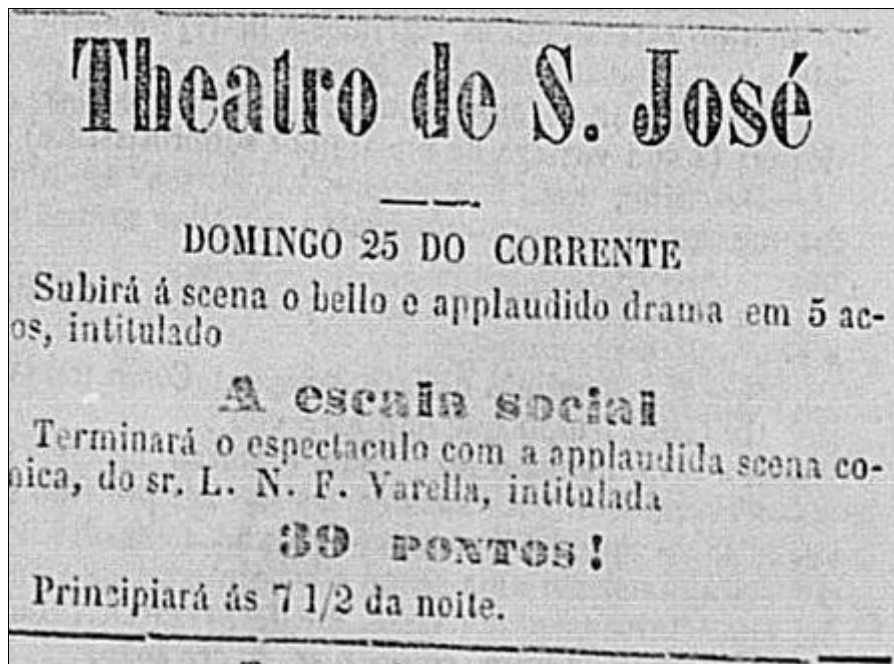 Theatro de S. José
DOMINGO 25 DO CORRENTE
Subirá á scena o bello e applaudido drama em 5 ac-
os, intitulado
A escala social
Terminará o espectaculo com a applaudida scena co-
nica, do sr. L. N. F. Varella, intitulada
39 PONTOS!
Principiará ás 7 1/2 da noite.